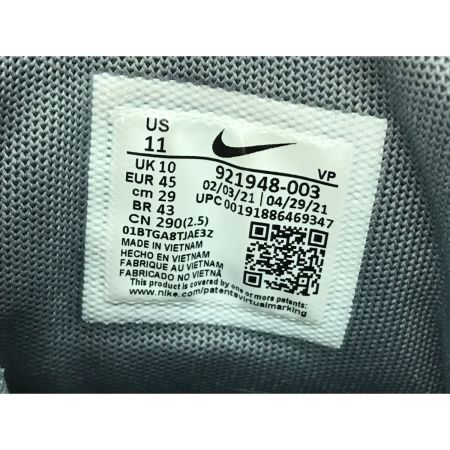 US
11
UK 10
EUR 45
cm 29
BR 43
CN 290(2.5)
01BTGA8TJAE3Z
MADE IN VIETNAM
HECHO EN VIETNAM
FABRIQUE AU VIETNAM
FABRICADO NO VIETNÃ
This product is covered by one or more patents:
www.nike.com/patentsvirtualmarking
VP
921948-003
02/03/21 | 04/29/21
UPC 00191886469347